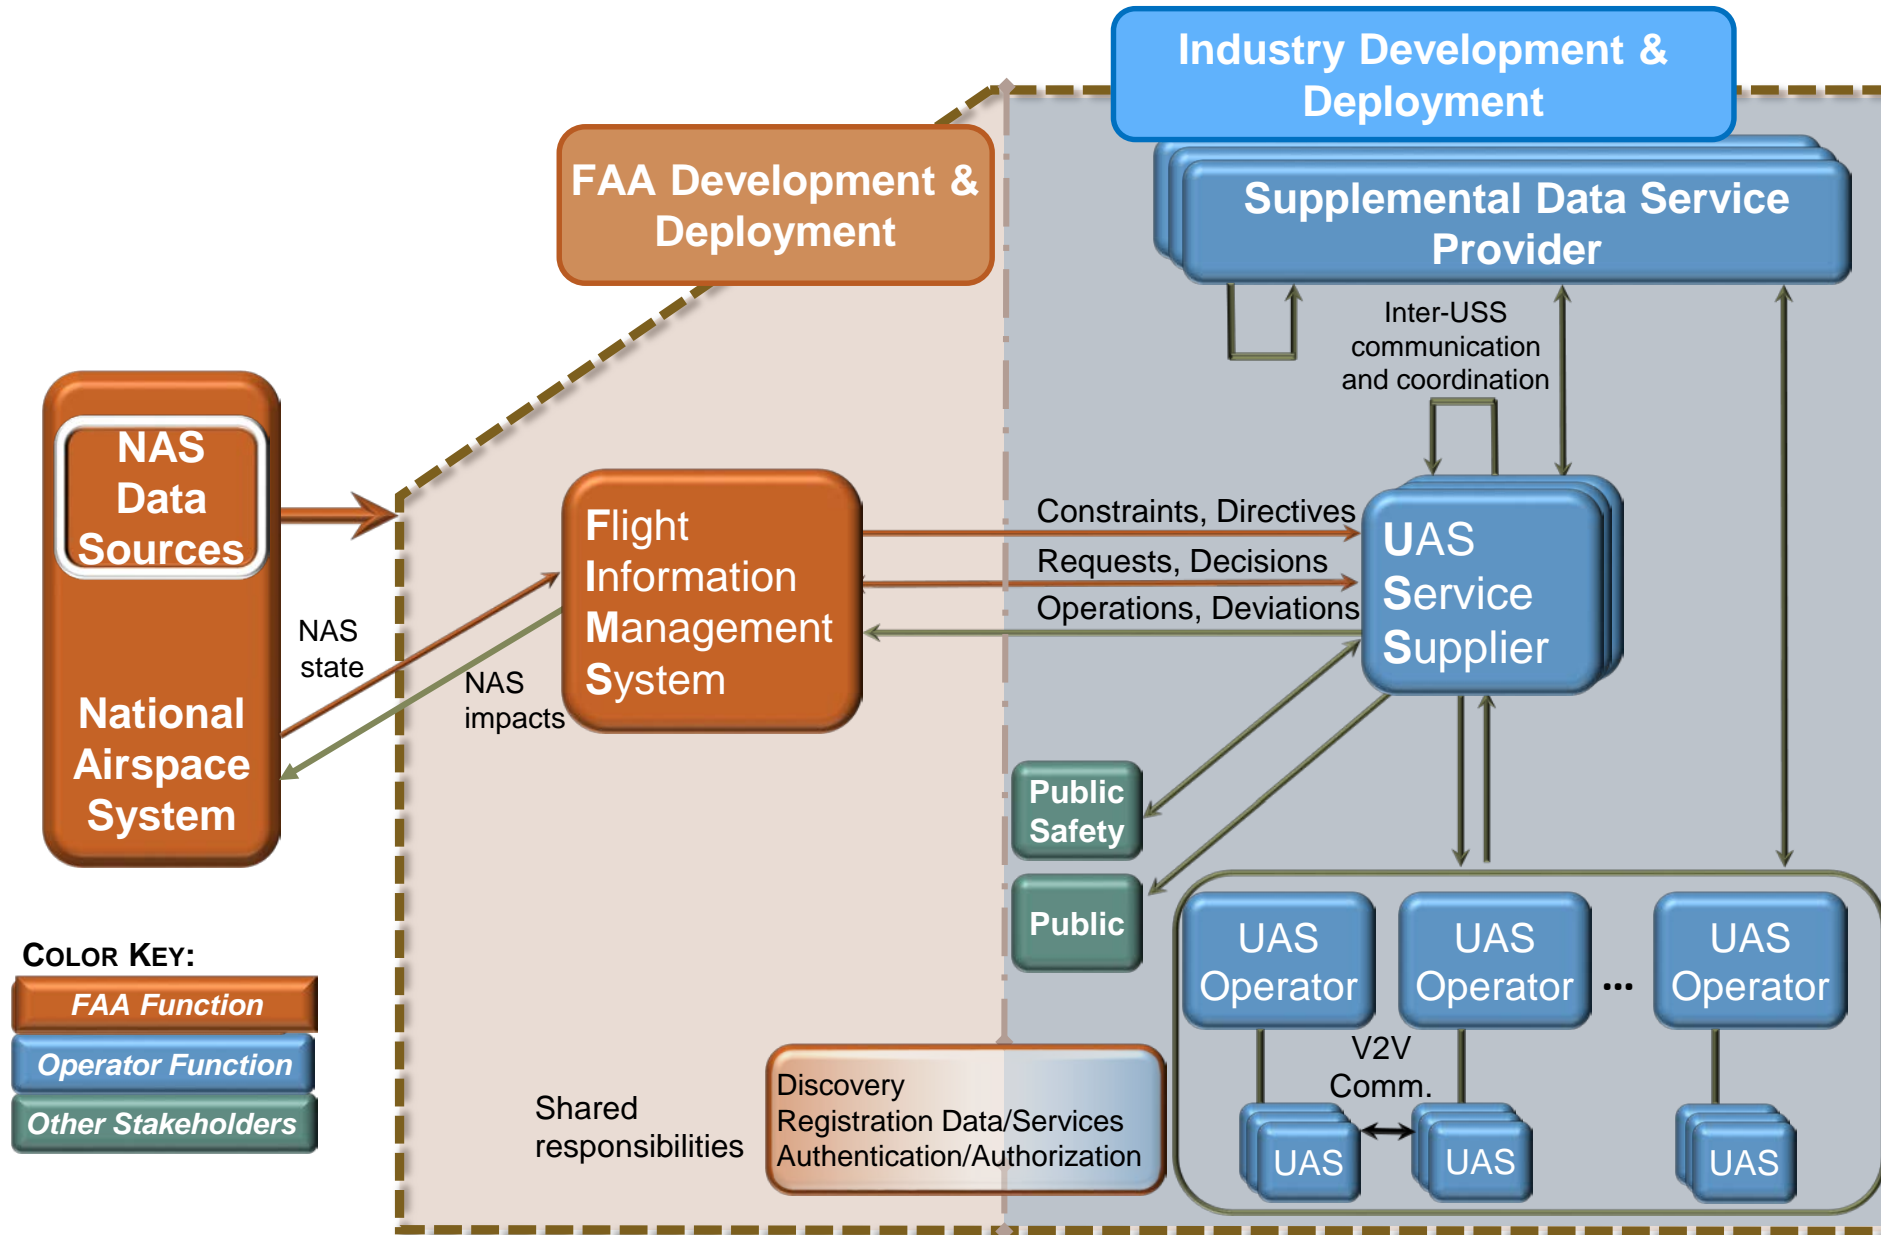 Industry Development &
Deployment
FAA Development &
Deployment
Supplemental Data Service
Provider
Inter-USS
communication
and coordination
NAS
Data
Sources
National
Airspace
System
NAS
state
NAS
impacts
Flight
Information
Management
System
Constraints, Directives
Requests, Decisions
Operations, Deviations
UAS
Service
Supplier
Public
Safety
Public
UAS
Operator
UAS
Operator
...
UAS
Operator
V2V
Comm.
UAS
UAS
UAS
COLOR KEY:
FAA Function
Operator Function
Other Stakeholders
Shared
responsibilities
Discovery
Registration Data/Services
Authentication/Authorization